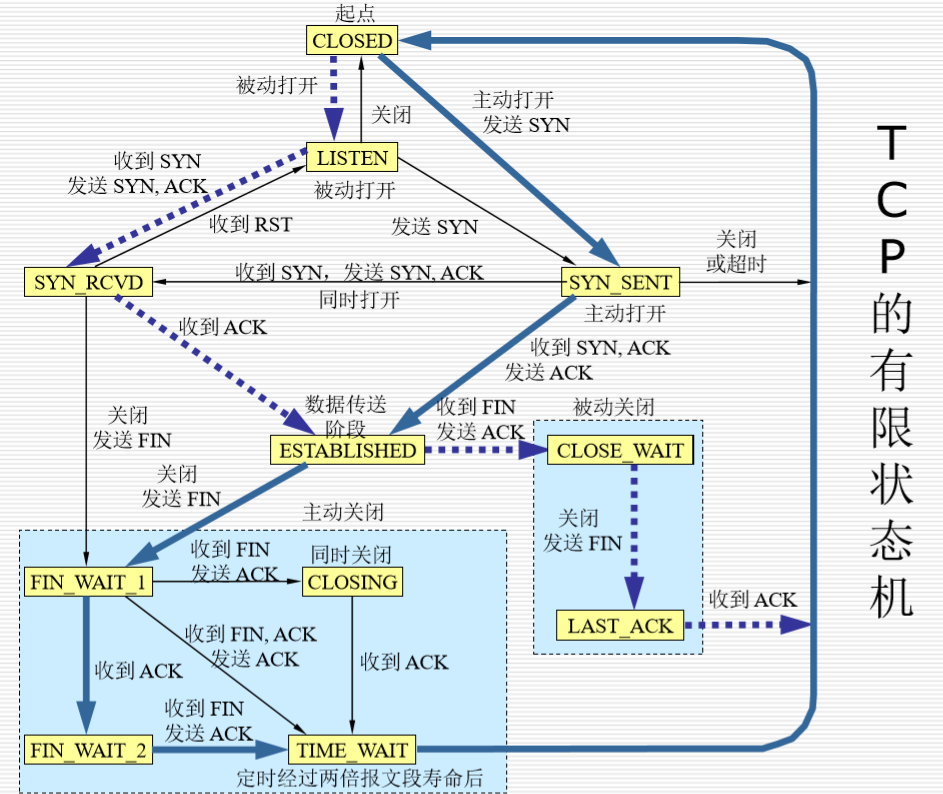 起点
CLOSED
被动打开
关闭
主动打开
发送 SYN
LISTEN
被动打开
收到 SYN
发送 SYN, ACK
收到 RST
发送 SYN
关闭
或超时
SYN_RCVD
收到 SYN，发送 SYN, ACK
同时打开
SYN_SENT
主动打开
收到 ACK
收到 SYN, ACK
发送 ACK
数据传送
阶段
ESTABLISHED
收到 FIN
发送 ACK
被动关闭
CLOSE_WAIT
关闭
发送 FIN
关闭
发送 FIN
主动关闭
关闭
发送 FIN
FIN_WAIT_1
收到 FIN
发送 ACK
同时关闭
CLOSING
LAST_ACK
收到 ACK
收到 FIN, ACK
发送 ACK
收到 ACK
收到 ACK
收到 FIN
发送 ACK
FIN_WAIT_2
TIME_WAIT
定时经过两倍报文段寿命后
TCP的有限状态机